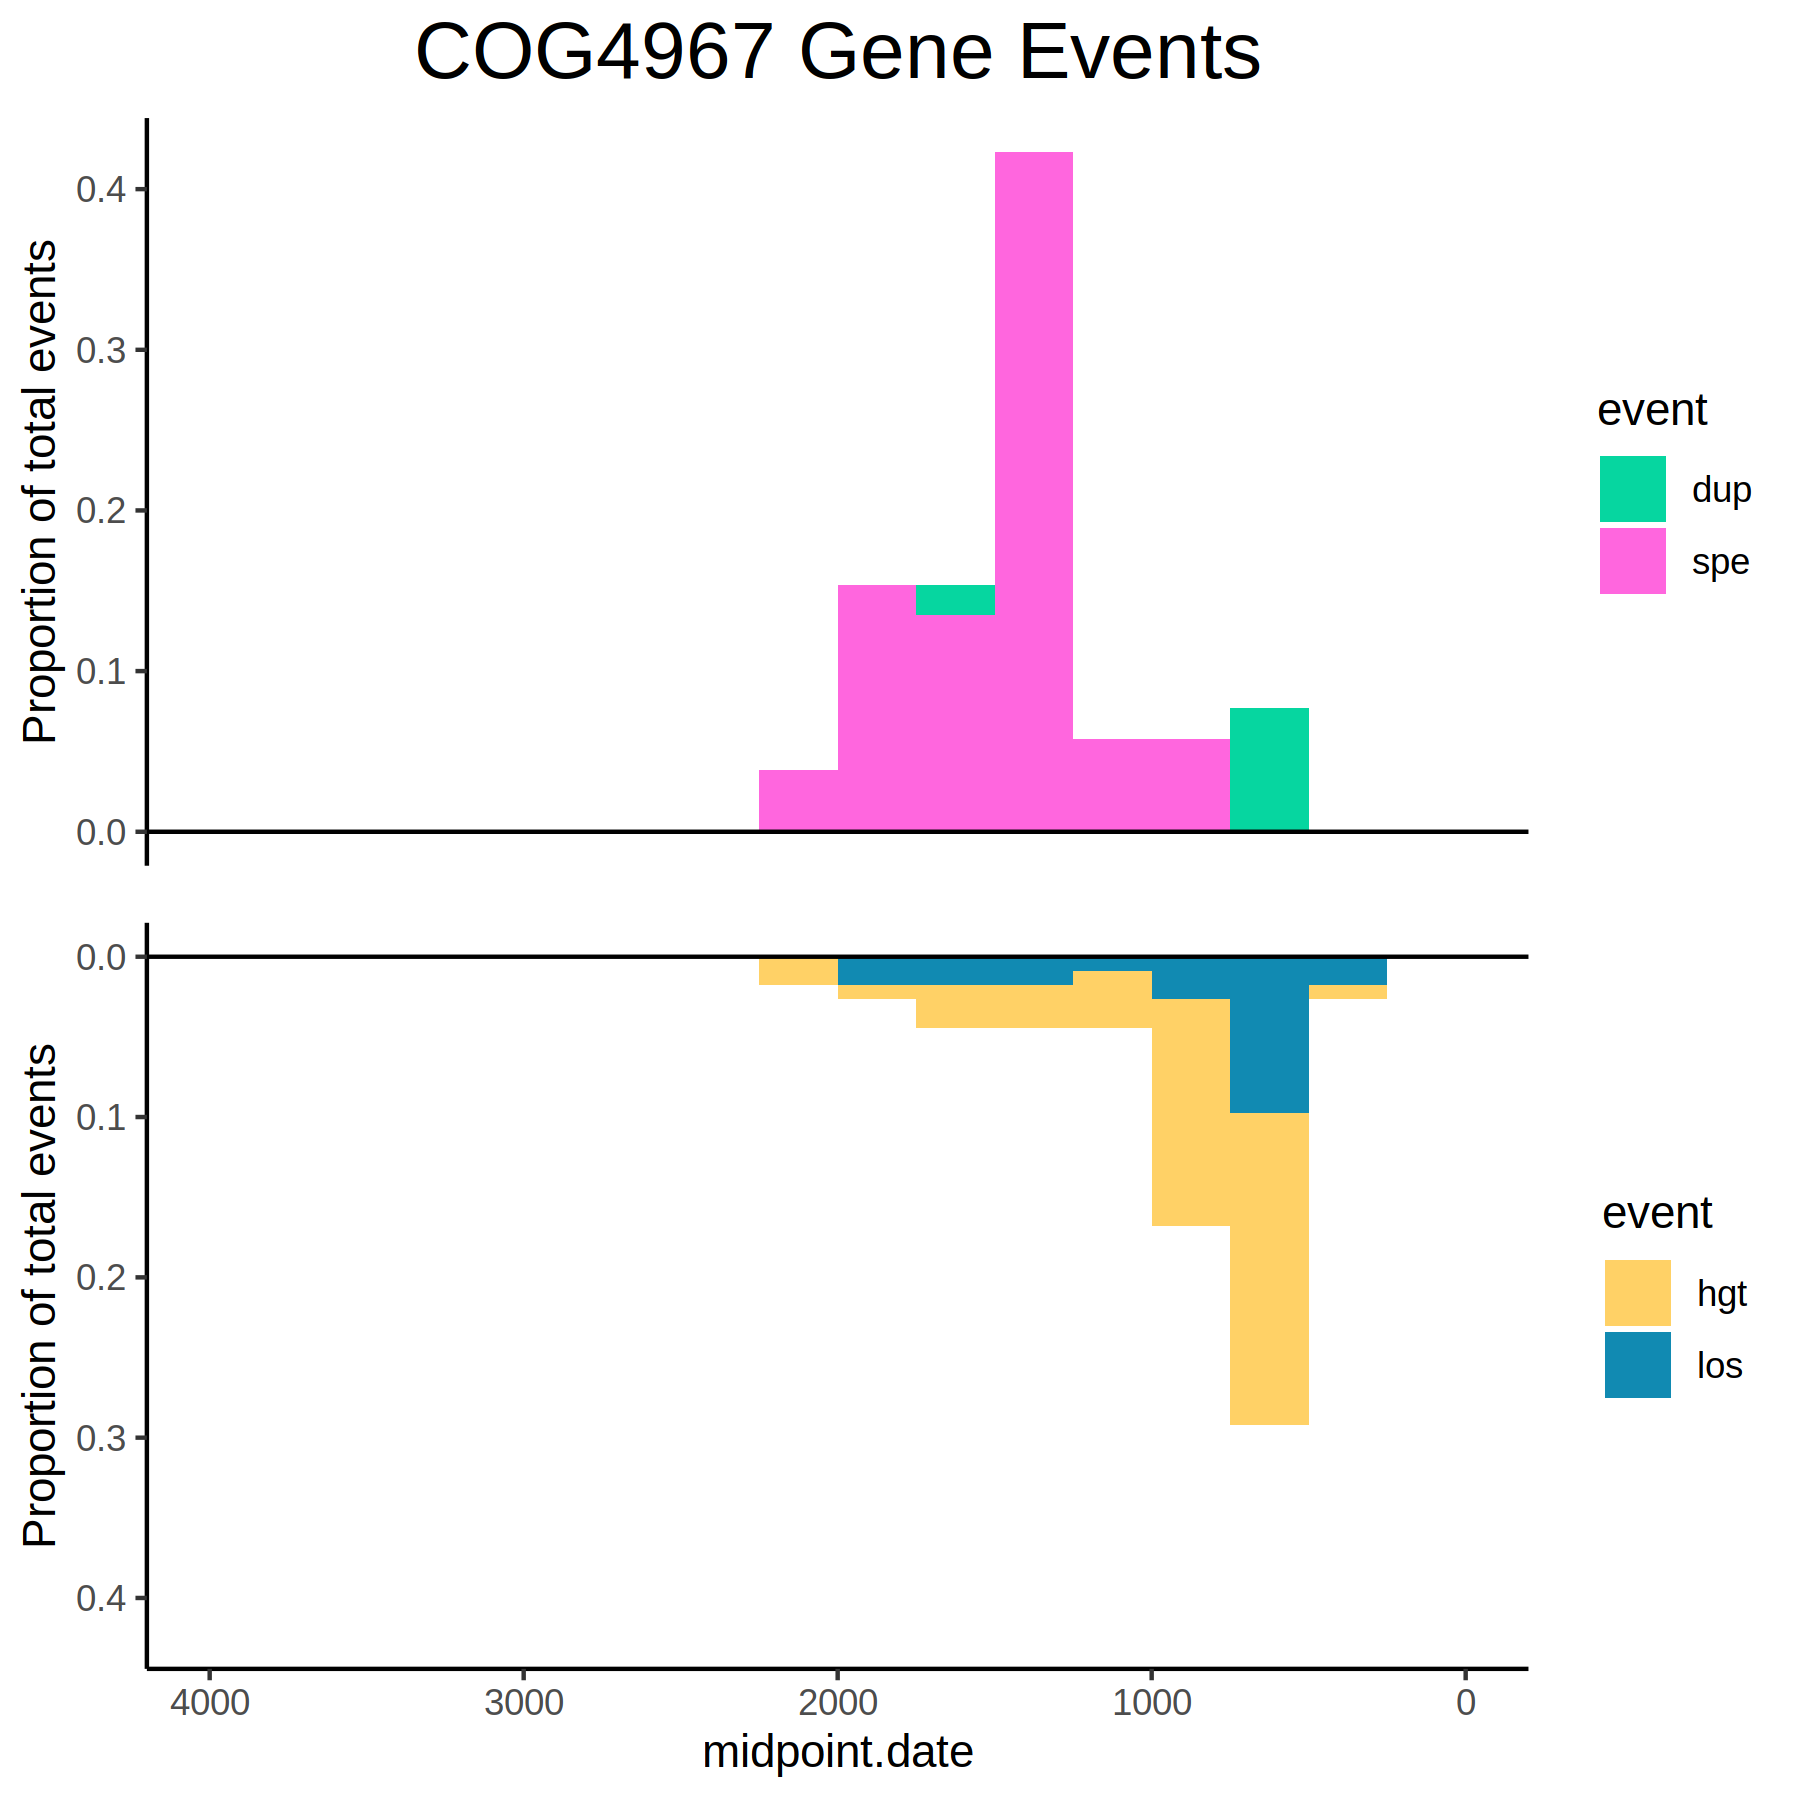 COG4967 Gene Events
Proportion of total events
0.4
0.3
0.2
0.1
0.0
event
dup
spe
Proportion of total events
0.0
0.1
0.2
0.3
0.4
event
hgt
los
4000 3000 2000 1000 0
midpoint.date